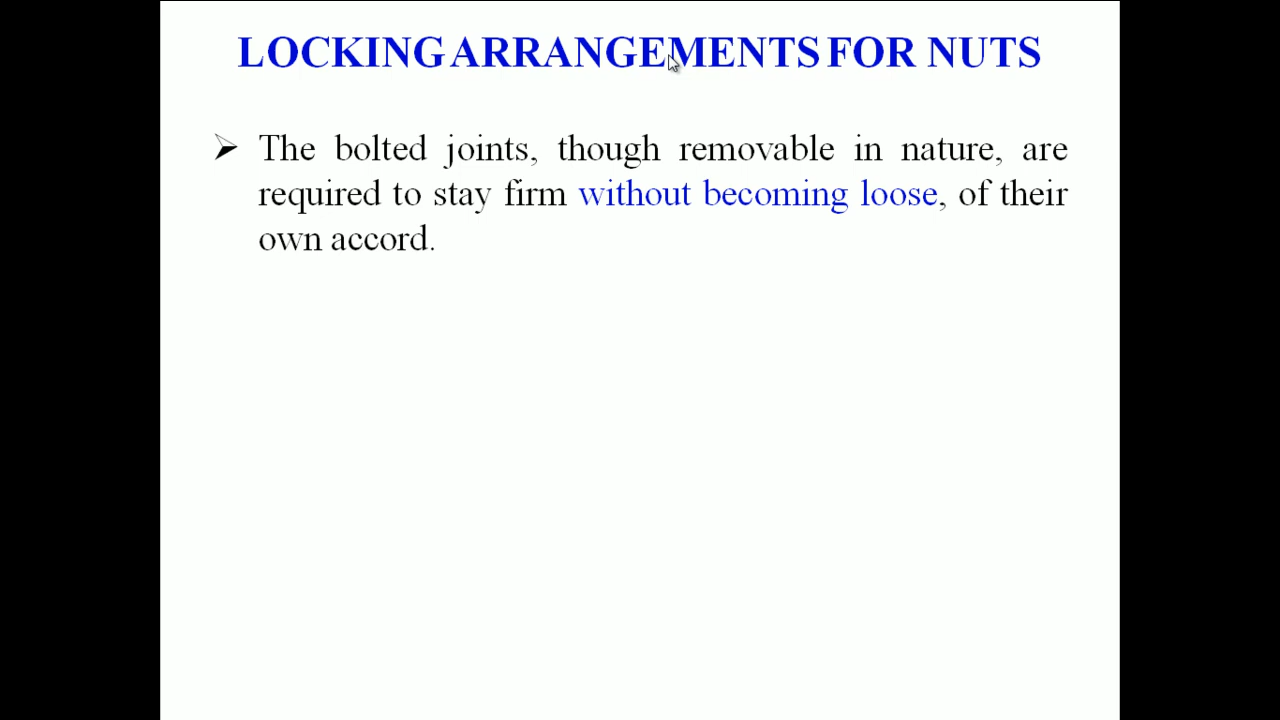 LOCKING ARRANGEMENTS FOR NUTS
The bolted joints, though removable in nature, are
required to stay firm without becoming loose, of their
own accord.